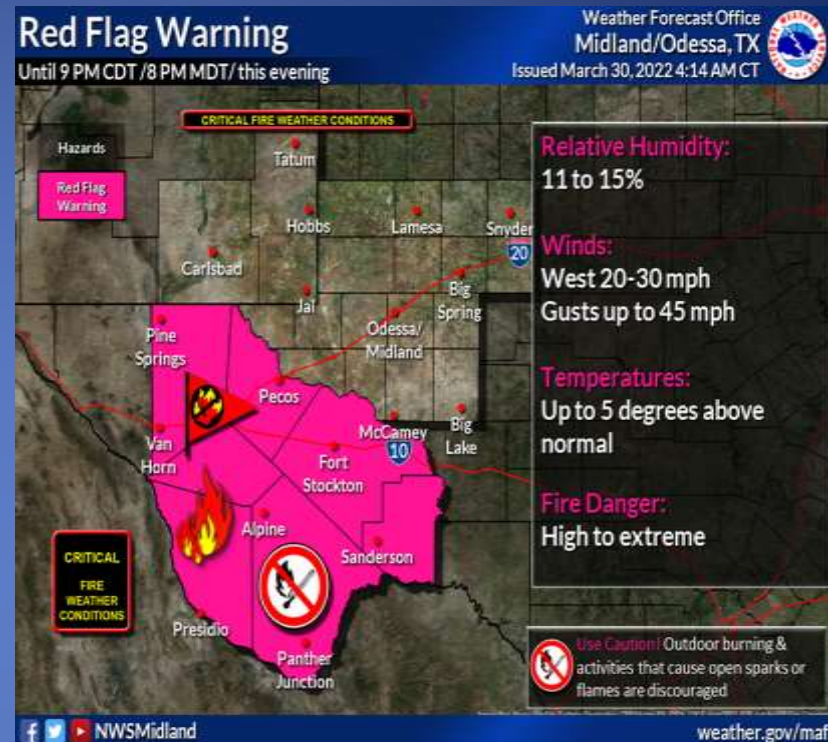 Red Flag Warning
Until 9 PM CDT /8 PM MDT/ this evening
Weather Forecast Office
Midland/Odessa,TX
Issued March 30, 2022 4:14 AM CT
CRITICAL FIRE WEATHER CONDITIONS
Hazards
Red Flag
Warning
Tatum
Hobbs
Lamesa
Snyder
20
Carlsbad
Jal
Big
Spring
Odessa/
Midland
Pine
Springs
Pecos
McCamey
Big
Lake
10
Van
Horn
Fort
Stockton
Alpine
Sanderson
Presidio
Panther
Junction
CRITICAL
FIRE
WEATHER
CONDITIONS
Relative Humidity:
11 to 15%
Winds:
West 20-30 mph
Gusts up to 45 mph
Temperatures:
Up to 5 degrees above
normal
Fire Danger:
High to extreme
Use Caution! Outdoor burning &
activities that cause open sparks or
flames are discouraged
NWSMidland
weather.gov/maf